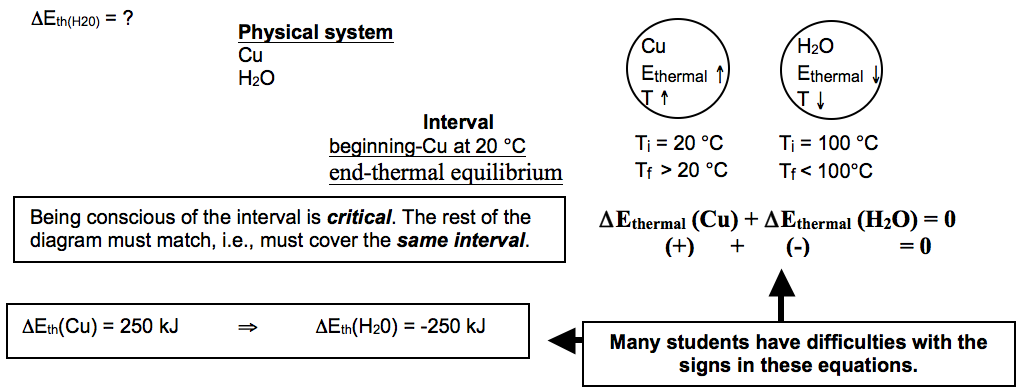 ΔEth(H20) = ?
Physical system
Cu
H₂O
Interval
beginning-Cu at 20 °C
end-thermal equilibrium
Cu
Ethermal ↑
T ↑
Ti = 20 °C
Tf > 20 °C
H₂O
Ethermal ↓
T ↓
Ti = 100 °C
Tf < 100°C
Being conscious of the interval is critical. The rest of the
diagram must match, i.e., must cover the same interval.
ΔEthermal (Cu) + ΔEthermal (H₂O) = 0
(+) + (-) = 0
ΔEth(Cu) = 250 kJ ⇒ ΔEth(H₂0) = -250 kJ
Many students have difficulties with the
signs in these equations.